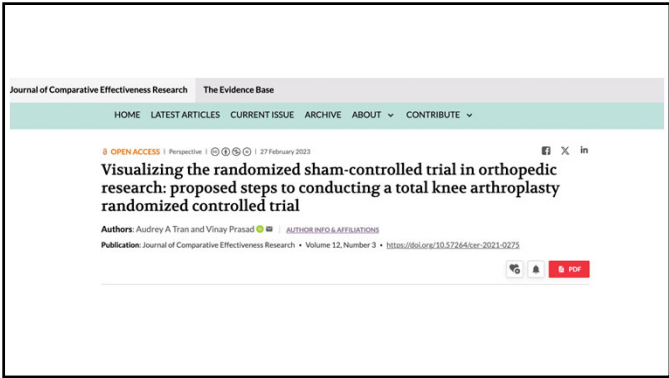 Journal of Comparative Effectiveness Research The Evidence Base
HOME LATEST ARTICLES CURRENT ISSUE ARCHIVE ABOUT CONTRIBUTE
OPEN ACCESS | Perspective | 27 February 2023
Visualizing the randomized sham-controlled trial in orthopedic
research: proposed steps to conducting a total knee arthroplasty
randomized controlled trial
Authors: Audrey A Tran and Vinay Prasad | AUTHOR INFO & AFFILIATIONS
Publication: Journal of Comparative Effectiveness Research • Volume 12, Number 3 • https://doi.org/10.57264/cer-2021-0275
PDF